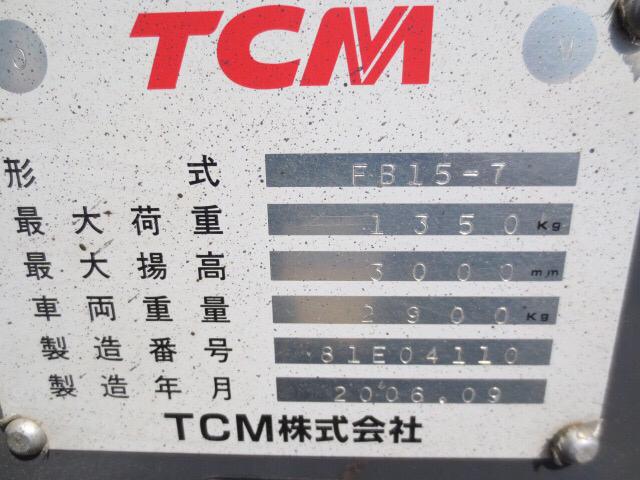 TCM
形式 FB15-7
最大荷重 1350 Kg
最大揚高 3000 m/m
車両重量 2900 Kg
製造番号 81E04110
製造年月 2006.09
TCM株式会社